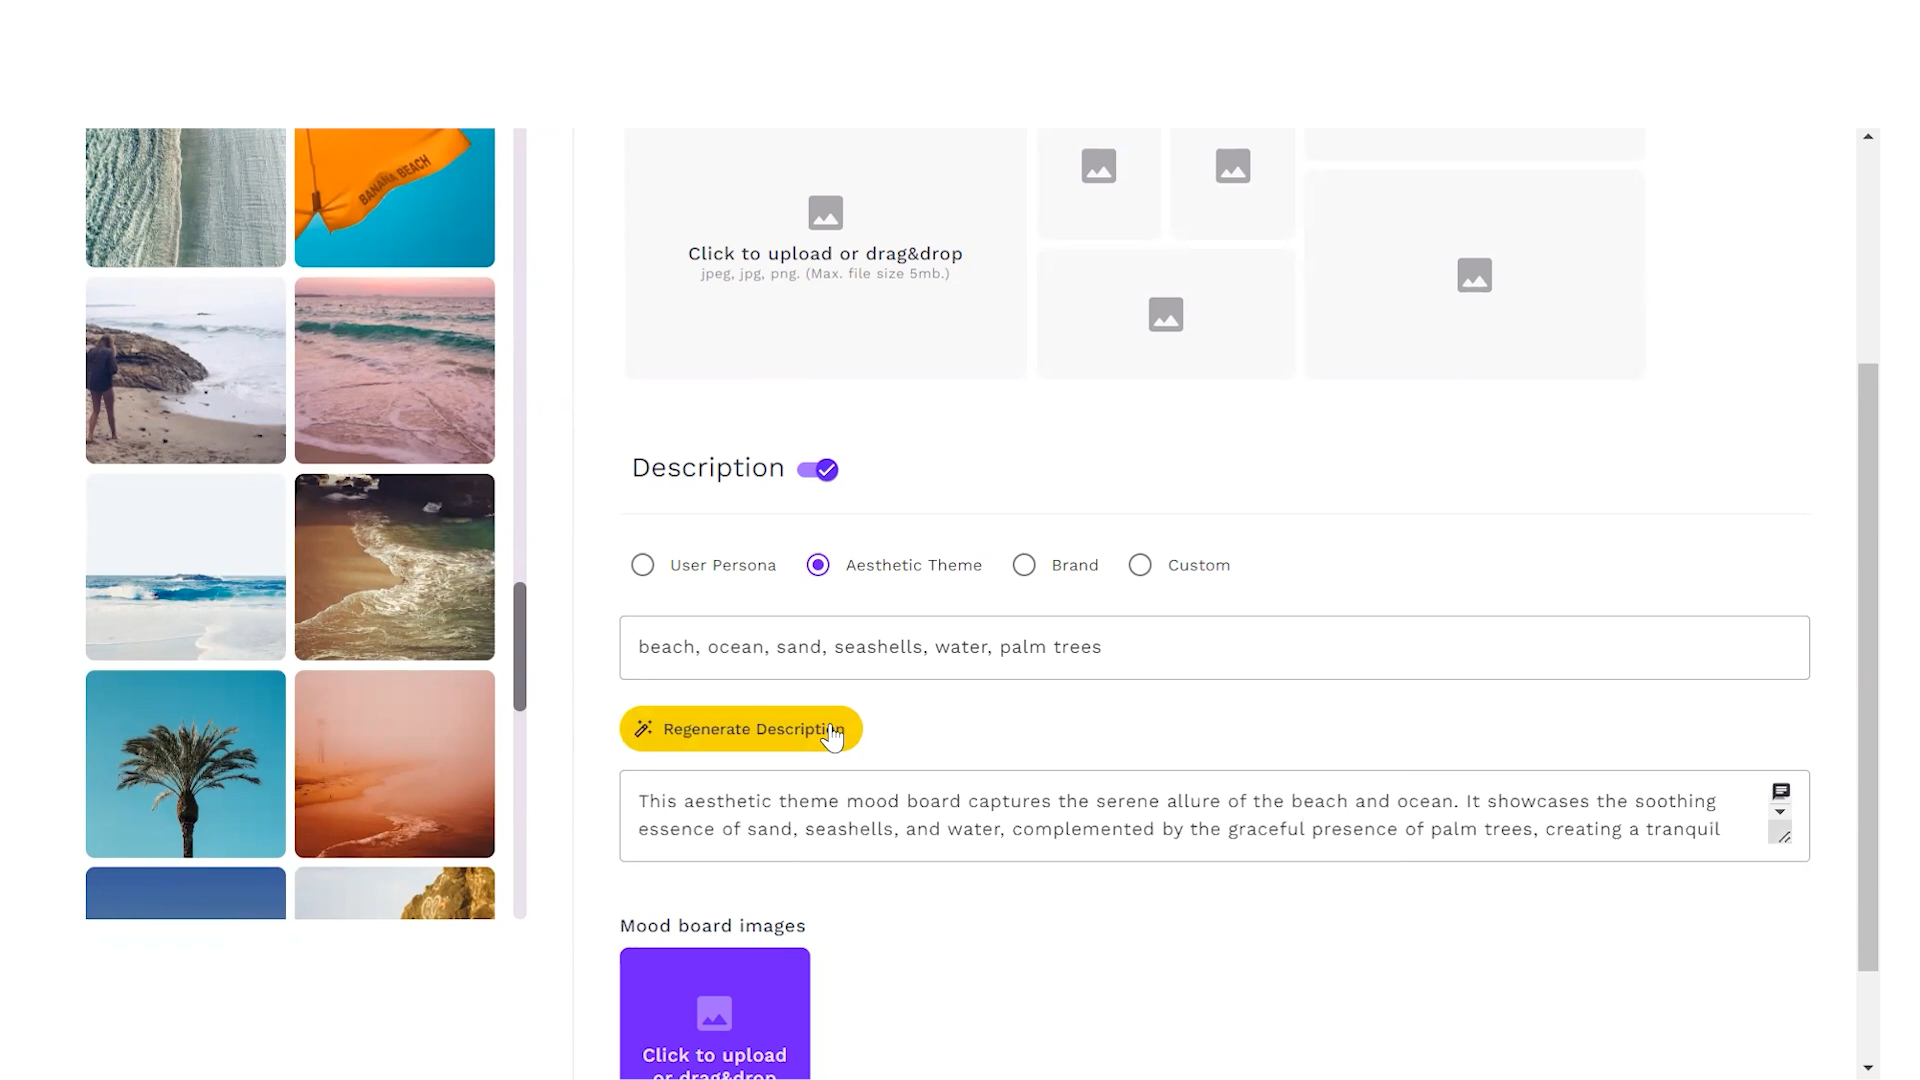 BANANA BEACH
Click to upload or drag&drop
jpeg, jpg, png. (Max. file size 5mb.)
Description
User Persona
Aesthetic Theme
Brand
Custom
beach, ocean, sand, seashells, water, palm trees
Regenerate Description
This aesthetic theme mood board captures the serene allure of the beach and ocean. It showcases the soothing
essence of sand, seashells, and water, complemented by the graceful presence of palm trees, creating a tranquil
Mood board images
Click to upload
or drag&drop